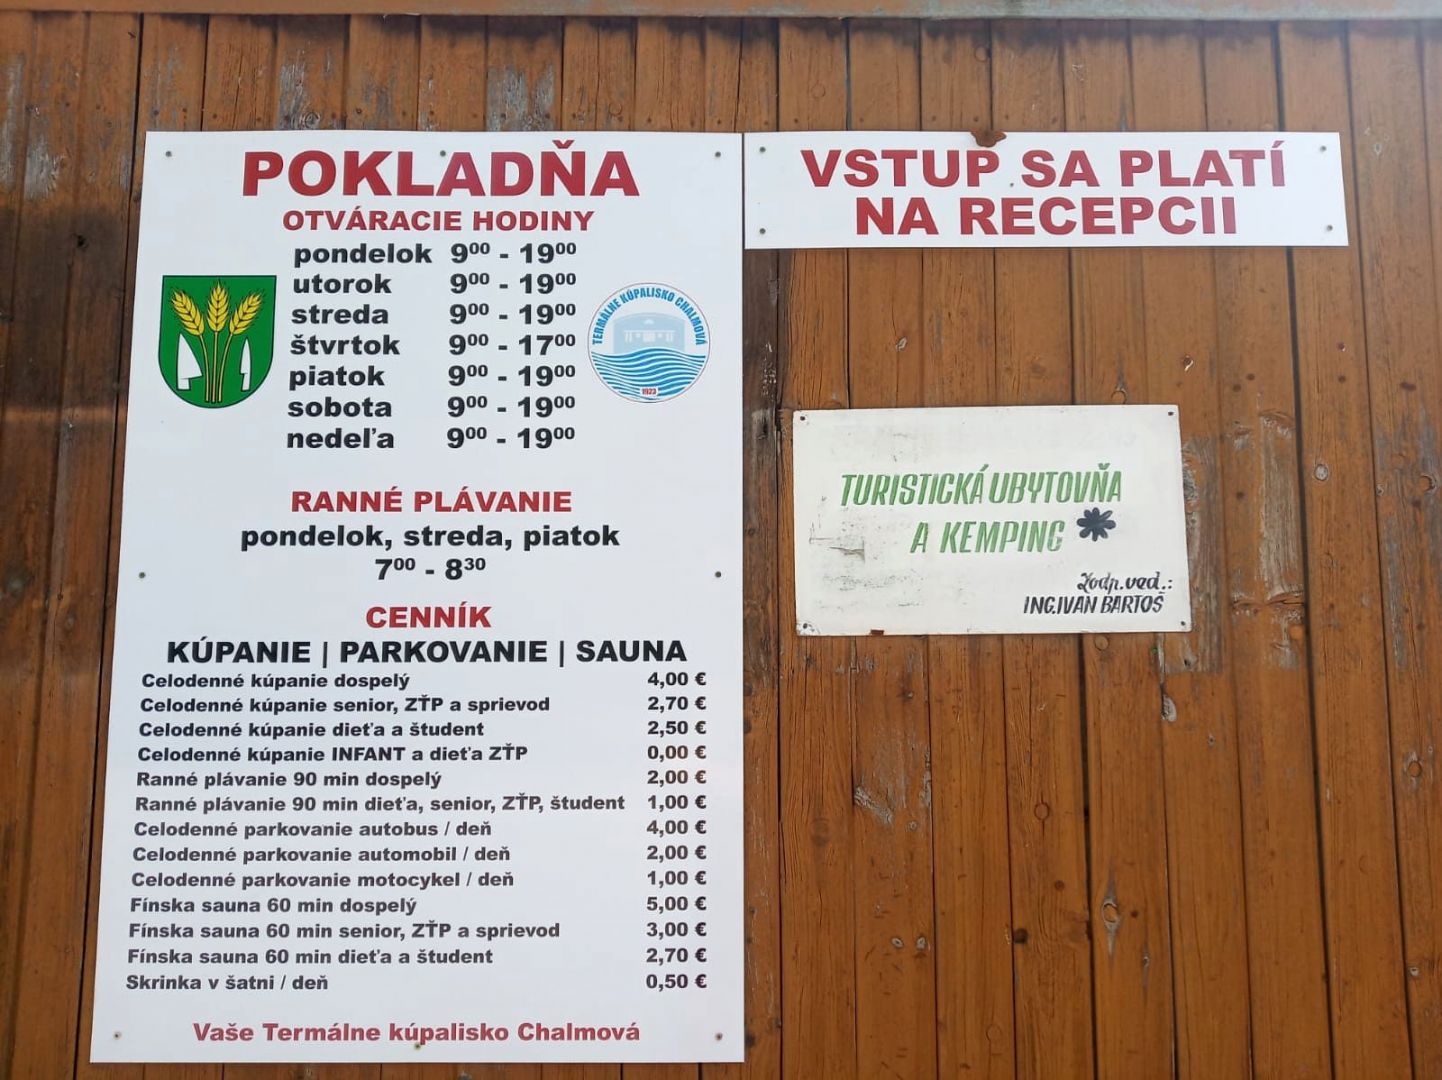 POKLADŇA
OTVÁRACIE HODINY
pondelok 9⁰⁰ - 19⁰⁰
utorok 9⁰⁰ - 19⁰⁰
streda 9⁰⁰ - 19⁰⁰
štvrtok 9⁰⁰ - 17⁰⁰
piatok 9⁰⁰ - 19⁰⁰
sobota 9⁰⁰ - 19⁰⁰
nedeľa 9⁰⁰ - 19⁰⁰
TERMÁLNE KÚPALISKO CHALMOVÁ
1923
RANNÉ PLÁVANIE
pondelok, streda, piatok
7⁰⁰ - 8³⁰
CENNÍK
KÚPANIE | PARKOVANIE | SAUNA
Celodenné kúpanie dospelý 4,00 €
Celodenné kúpanie senior, ZŤP a sprievod 2,70 €
Celodenné kúpanie dieťa a študent 2,50 €
Celodenné kúpanie INFANT a dieťa ZŤP 0,00 €
Ranné plávanie 90 min dospelý 2,00 €
Ranné plávanie 90 min dieťa, senior, ZŤP, študent 1,00 €
Celodenné parkovanie autobus / deň 4,00 €
Celodenné parkovanie automobil / deň 2,00 €
Celodenné parkovanie motocykel / deň 1,00 €
Fínska sauna 60 min dospelý 5,00 €
Fínska sauna 60 min senior, ZŤP a sprievod 3,00 €
Fínska sauna 60 min dieťa a študent 2,70 €
Skrinka v šatni / deň 0,50 €
Vaše Termálne kúpalisko Chalmová
VSTUP SA PLATÍ
NA RECEPCII
TURISTICKÁ UBYTOVŇA
A KEMPING
Zodp. ved.:
ING.IVAN BARTOŠ